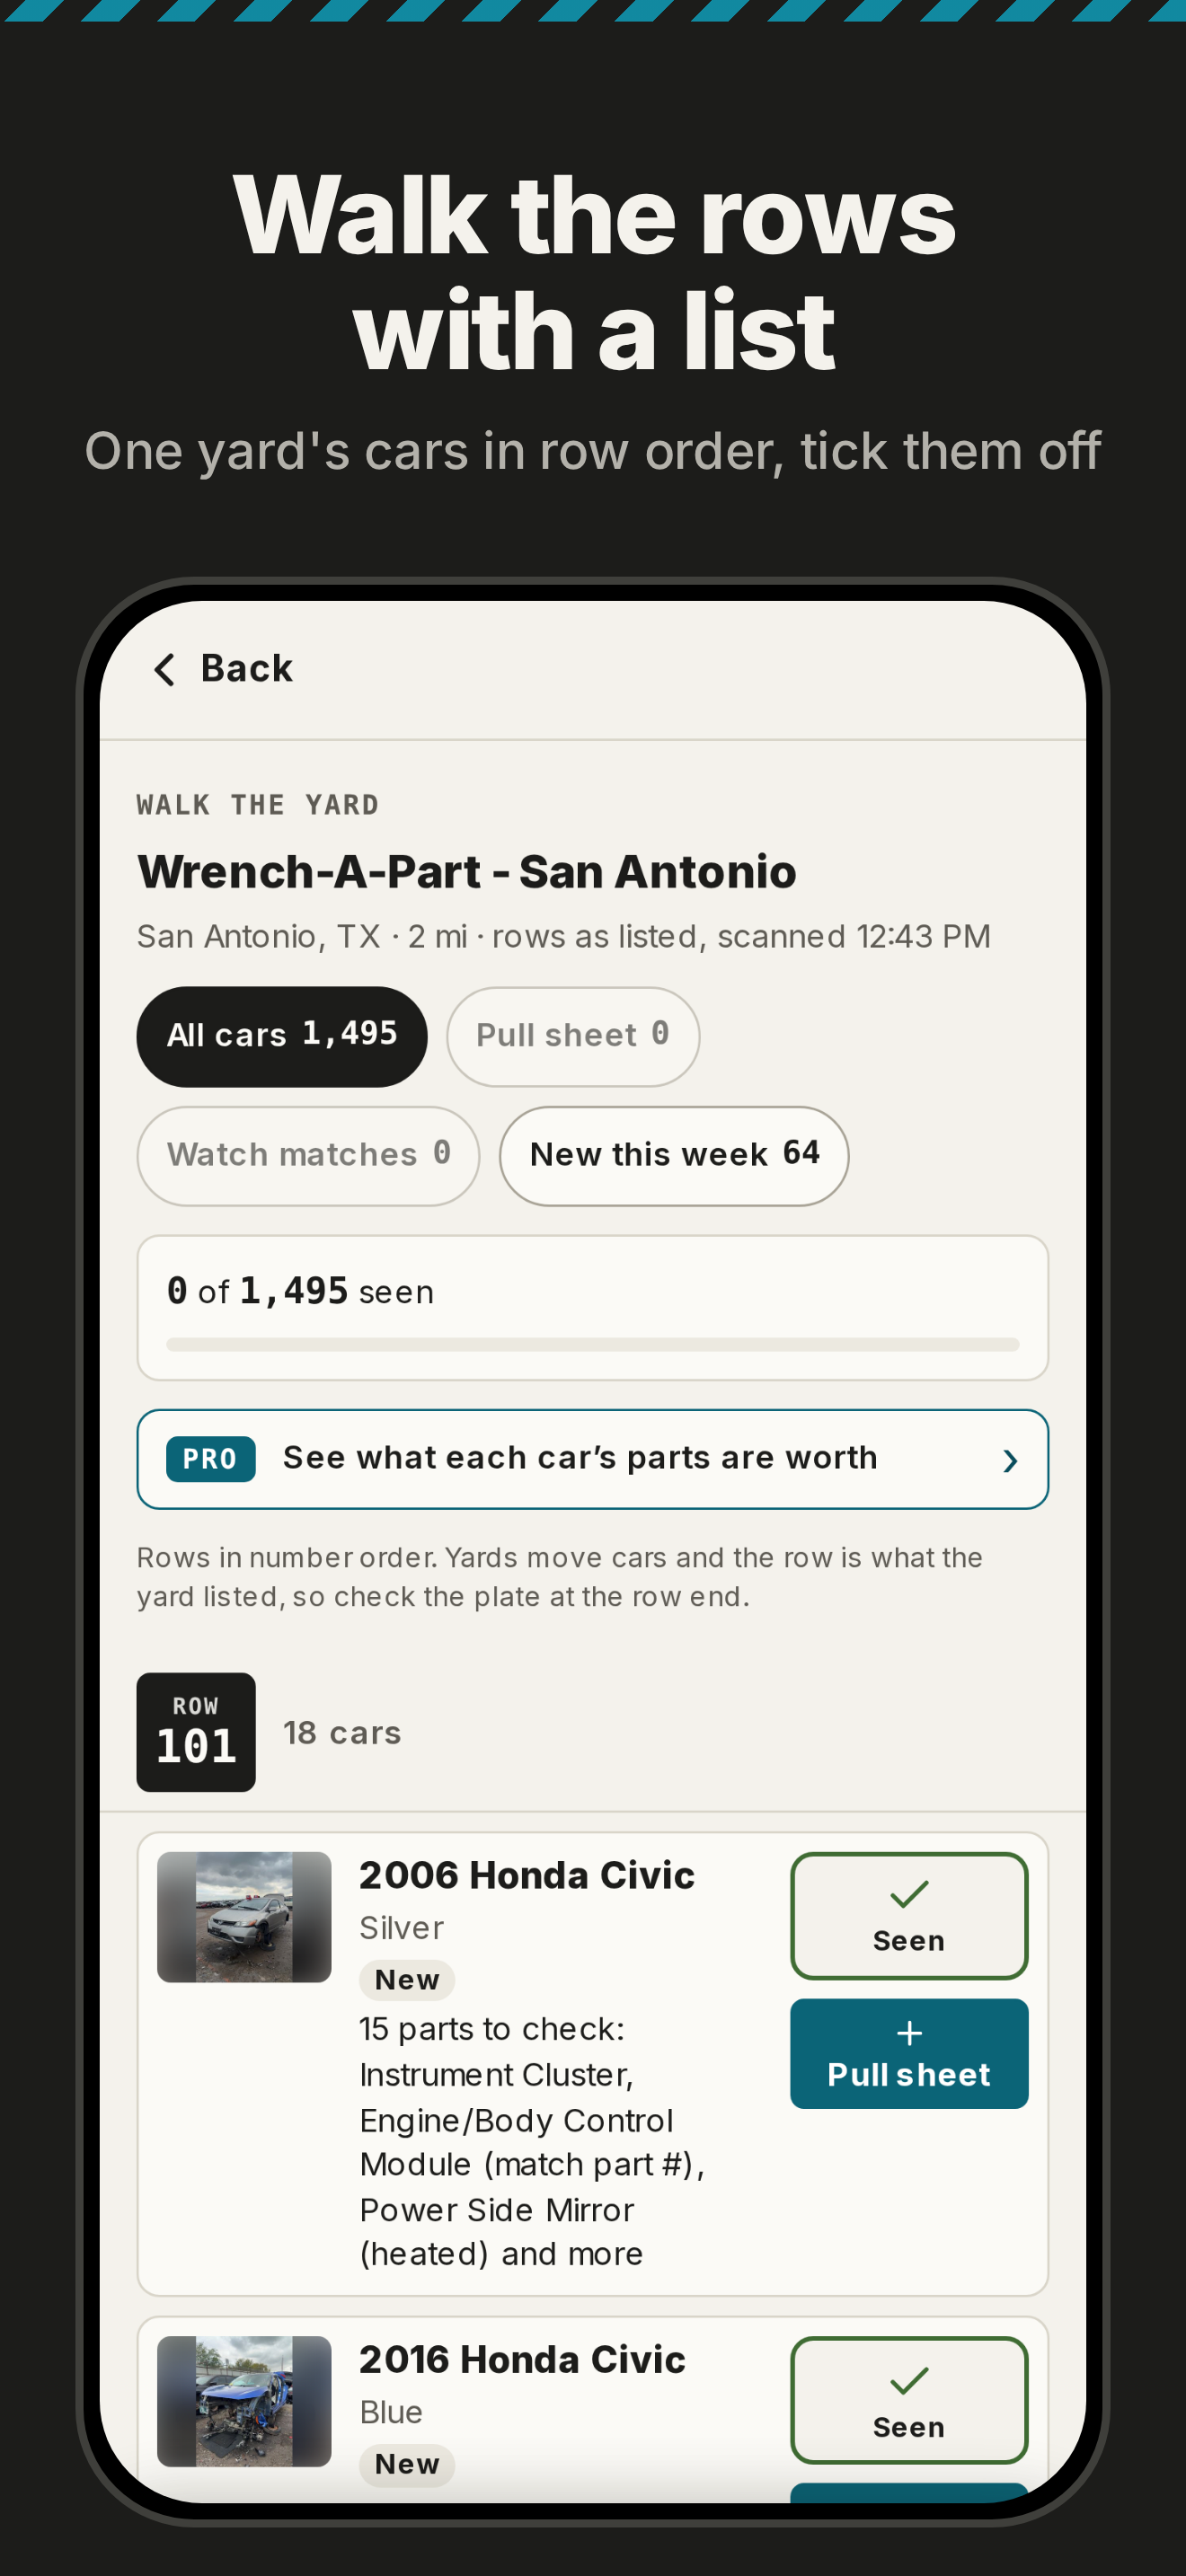 Walk the rows
with a list
One yard's cars in row order, tick them off
Back
WALK THE YARD
Wrench-A-Part - San Antonio
San Antonio, TX · 2 mi · rows as listed, scanned 12:43 PM
All cars 1,495
Pull sheet 0
Watch matches 0
New this week 64
0 of 1,495 seen
PRO See what each car’s parts are worth ›
Rows in number order. Yards move cars and the row is what the
yard listed, so check the plate at the row end.
ROW
101
18 cars
2006 Honda Civic
Silver
New
15 parts to check:
Instrument Cluster,
Engine/Body Control
Module (match part #),
Power Side Mirror
(heated) and more
Seen
+
Pull sheet
2016 Honda Civic
Blue
New
Seen